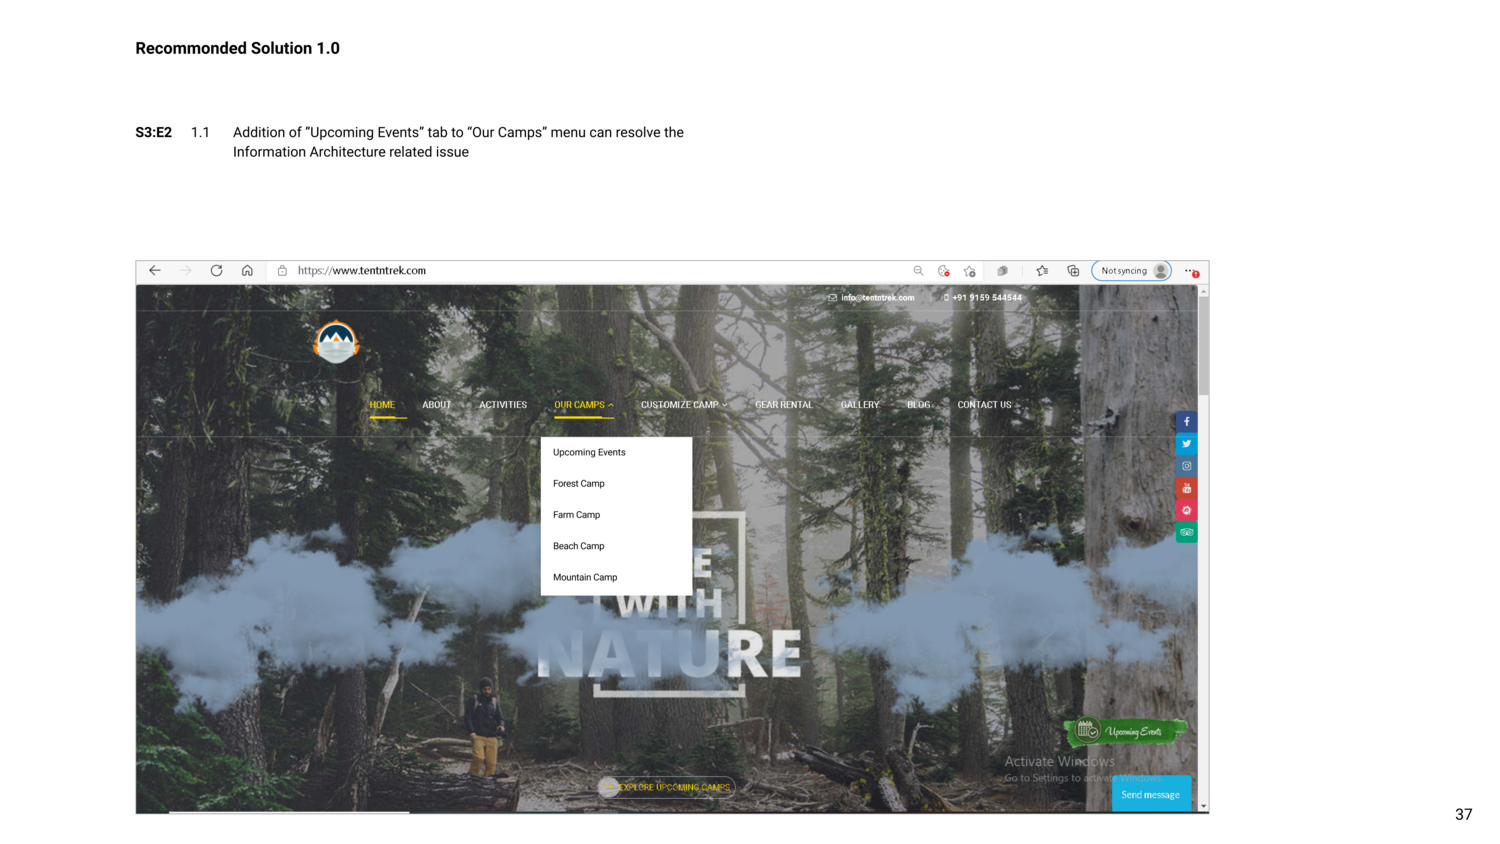 Recommonded Solution 1.0
S3:E2 1.1 Addition of ”Upcoming Events” tab to “Our Camps” menu can resolve the
Information Architecture related issue
https://www.tentntrek.com
Not syncing
info@tentntrek.com +91 9159 544544
HOME ABOUT ACTIVITIES OUR CAMPS CUSTOMIZE CAMP GEAR RENTAL GALLERY BLOG CONTACT US
Upcoming Events
Forest Camp
Farm Camp
Beach Camp
Mountain Camp
WITH
NATURE
Upcoming Events
Activate Windows
Go to Settings to activate Windows.
EXPLORE UPCOMING CAMPS
Send message
37